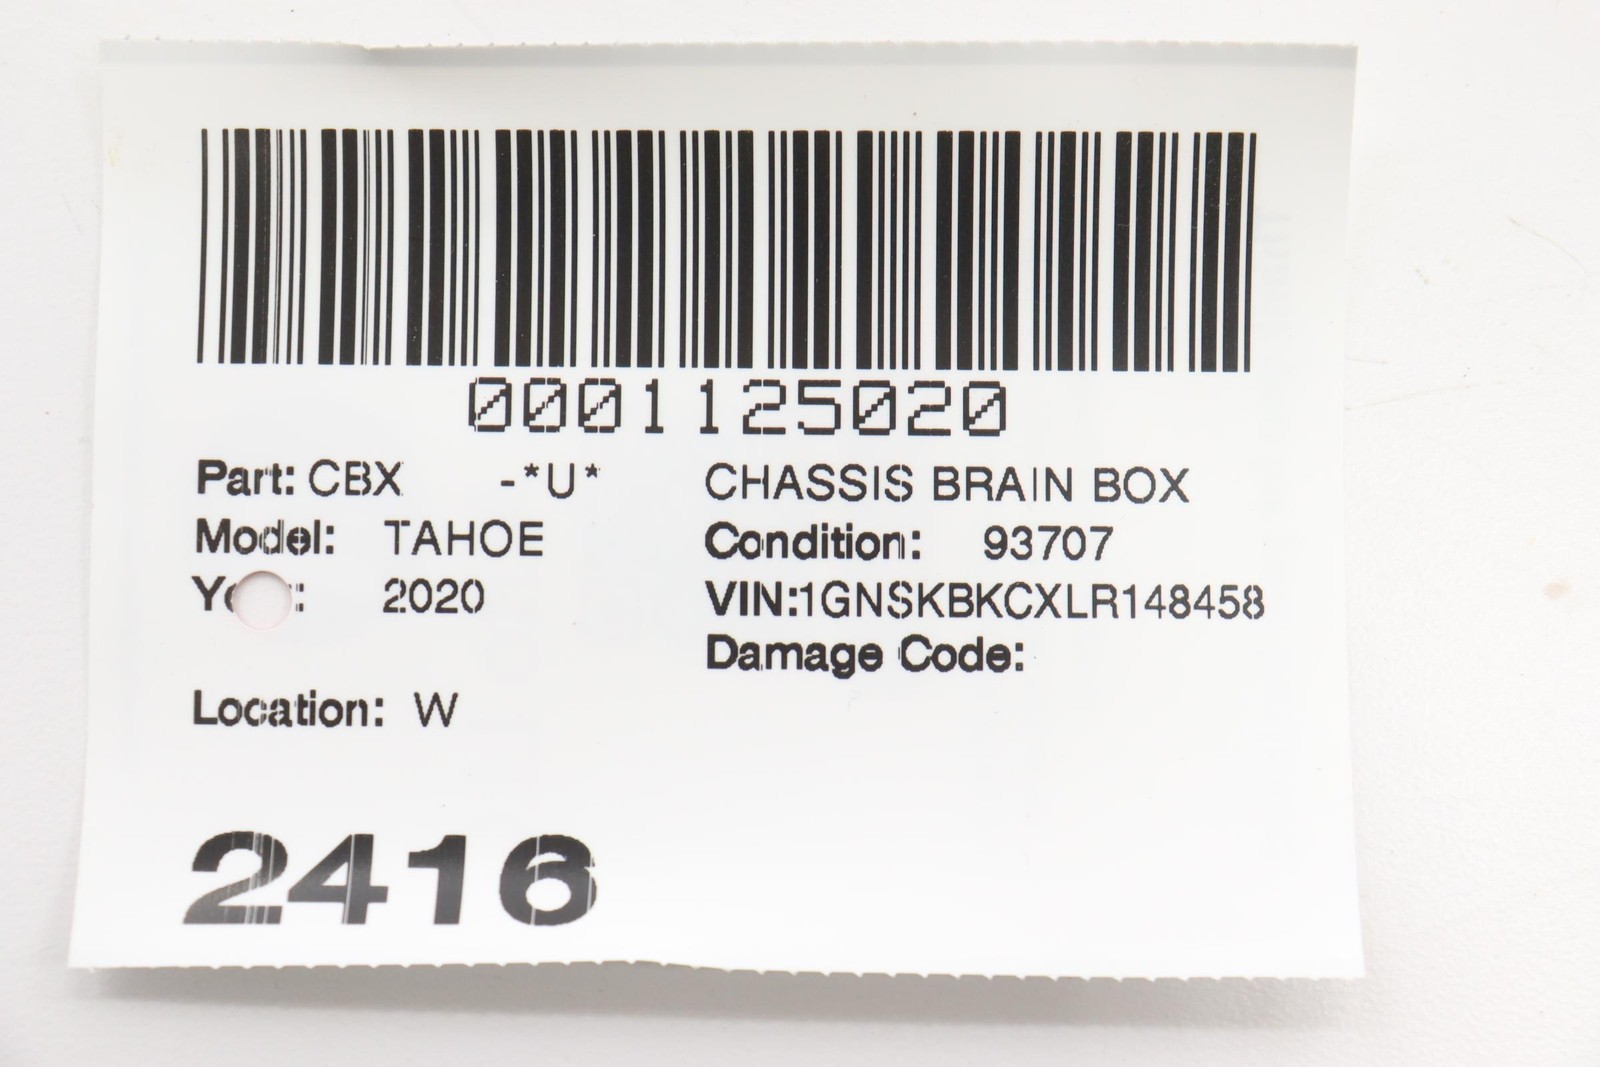 0001125020
Part: CBX -*U* CHASSIS BRAIN BOX
Model: TAHOE Condition: 93707
2020 VIN:1GNSKBKCXLR148458
Damage Code:
Location: W
2416